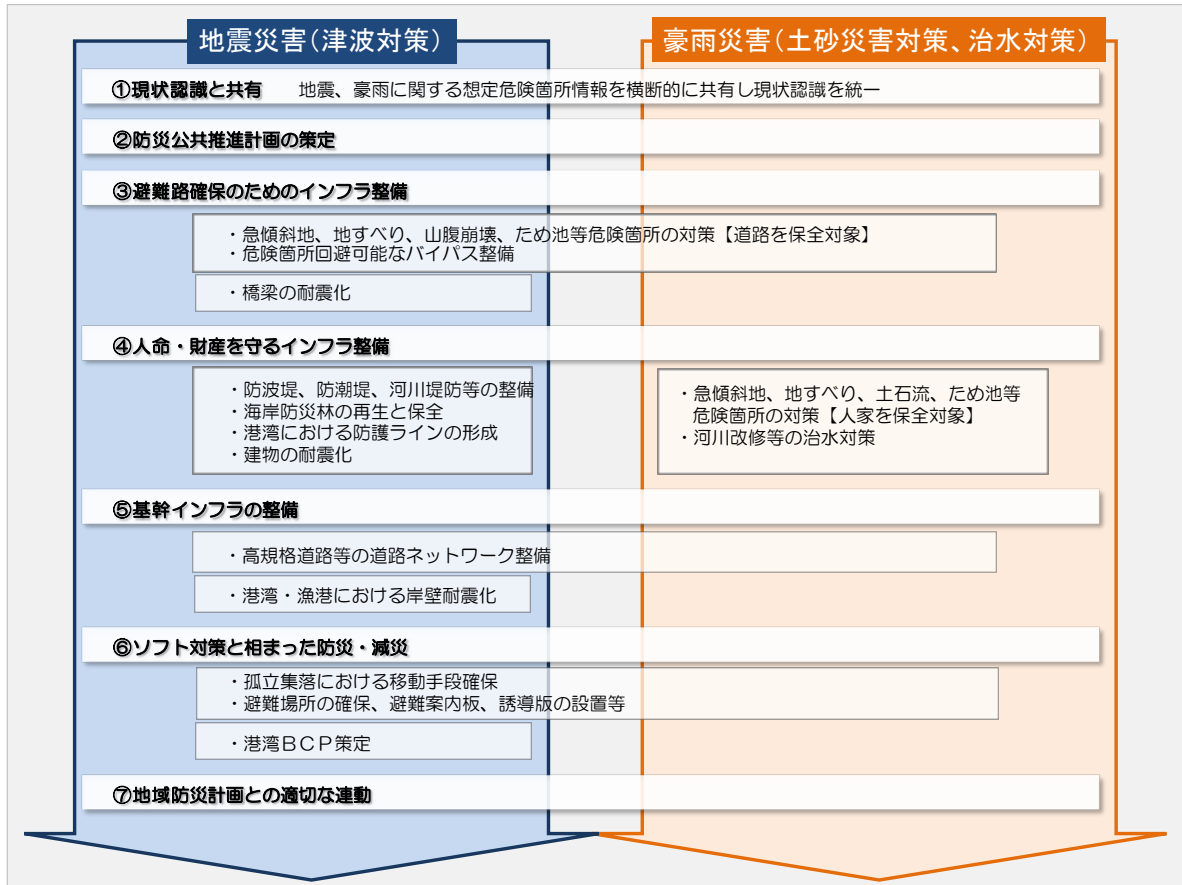 地震災害（津波対策）
豪雨災害（土砂災害対策、治水対策）
①現状認識と共有　地震、豪雨に関する想定危険箇所情報を横断的に共有し現状認識を統一
②防災公共推進計画の策定
③避難路確保のためのインフラ整備
・急傾斜地、地すべり、山腹崩壊、ため池等危険箇所の対策【道路を保全対象】
・危険箇所回避可能なバイパス整備
・橋梁の耐震化
④人命・財産を守るインフラ整備
・防波堤、防潮堤、河川堤防等の整備
・海岸防災林の再生と保全
・港湾における防護ラインの形成
・建物の耐震化
・急傾斜地、地すべり、土石流、ため池等
危険箇所の対策【人家を保全対象】
・河川改修等の治水対策
⑤基幹インフラの整備
・高規格道路等の道路ネットワーク整備
・港湾・漁港における岸壁耐震化
⑥ソフト対策と相まった防災・減災
・孤立集落における移動手段確保
・避難場所の確保、避難案内板、誘導版の設置等
・港湾ＢＣＰ策定
⑦地域防災計画との適切な連動